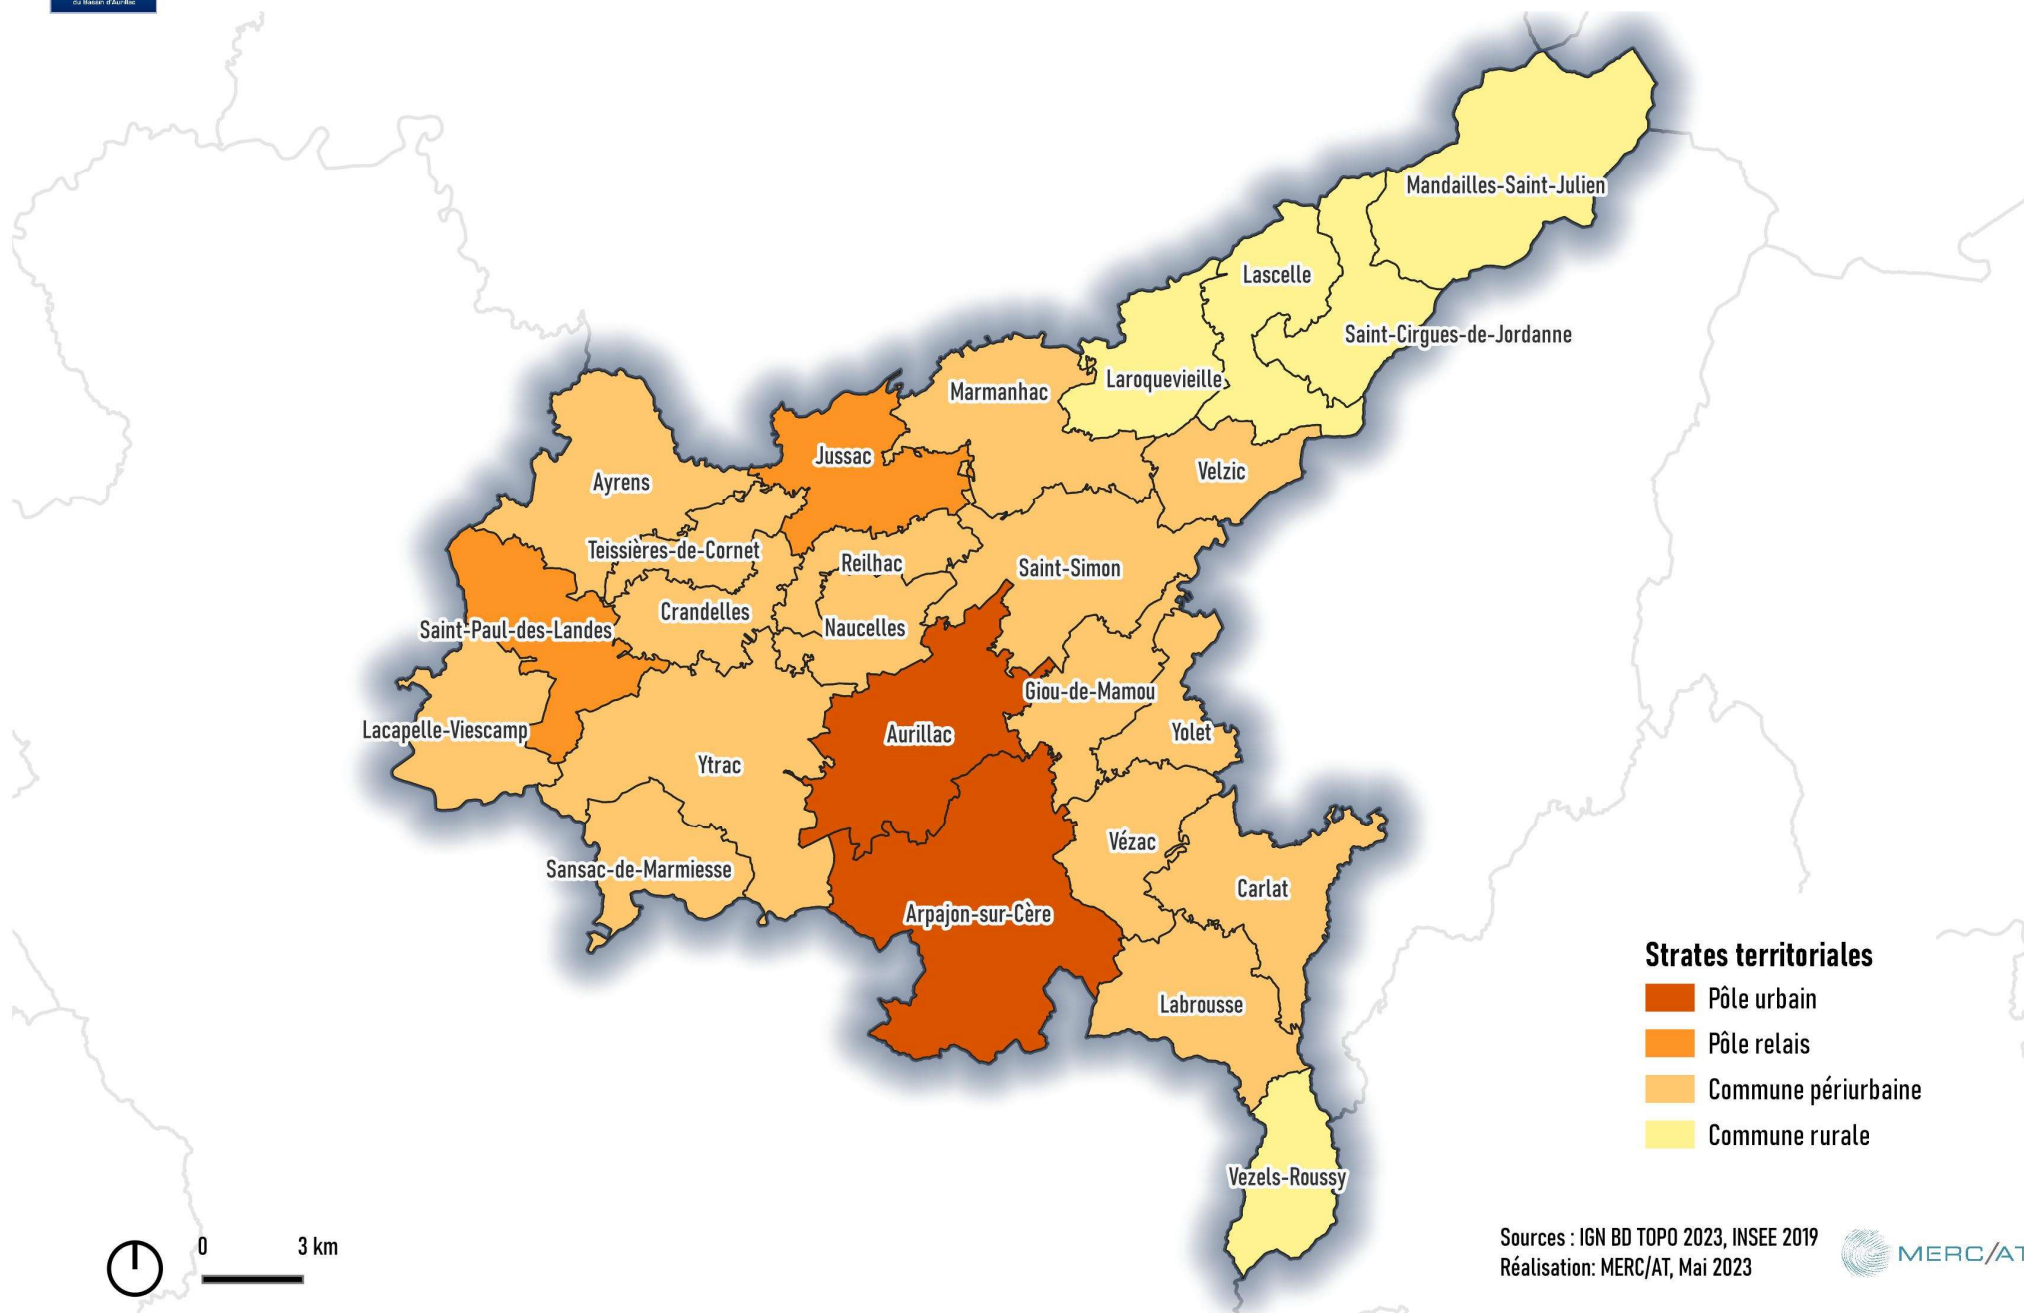 du Bassin d'Aurillac
Mandailles-Saint-Julien
Lascelle
Saint-Cirgues-de-Jordanne
Laroquevieille
Marmanhac
Jussac
Velzic
Ayrens
Teissières-de-Cornet
Reilhac
Saint-Simon
Crandelles
Saint-Paul-des-Landes
Naucelles
Giou-de-Mamou
Lacapelle-Viescamp
Aurillac
Yolet
Ytrac
Vézac
Sansac-de-Marmiesse
Carlat
Arpajon-sur-Cère
Labrousse
Vezels-Roussy
Strates territoriales
Pôle urbain
Pôle relais
Commune périurbaine
Commune rurale
0 3 km
Sources : IGN BD TOPO 2023, INSEE 2019
Réalisation: MERC/AT, Mai 2023
MERC/AT